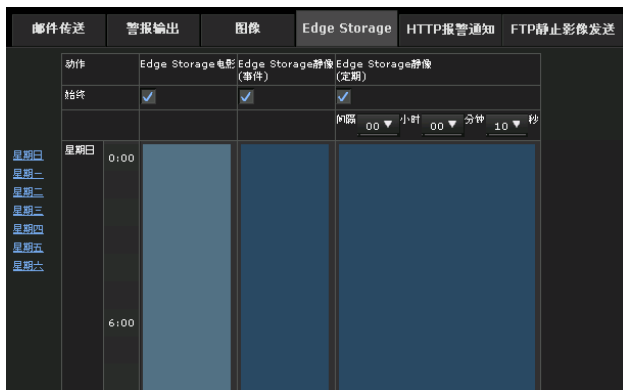 邮件传送 警报输出 图像 Edge Storage HTTP报警通知 FTP静止影像发送
动作 Edge Storage电影 Edge Storage静像(事件) Edge Storage静像(定期)
始终
间隔 00 ▼ 小时 00 ▼ 分钟 10 ▼ 秒
星期日 星期日 0:00
星期一
星期二
星期三
星期四
星期五
星期六
6:00